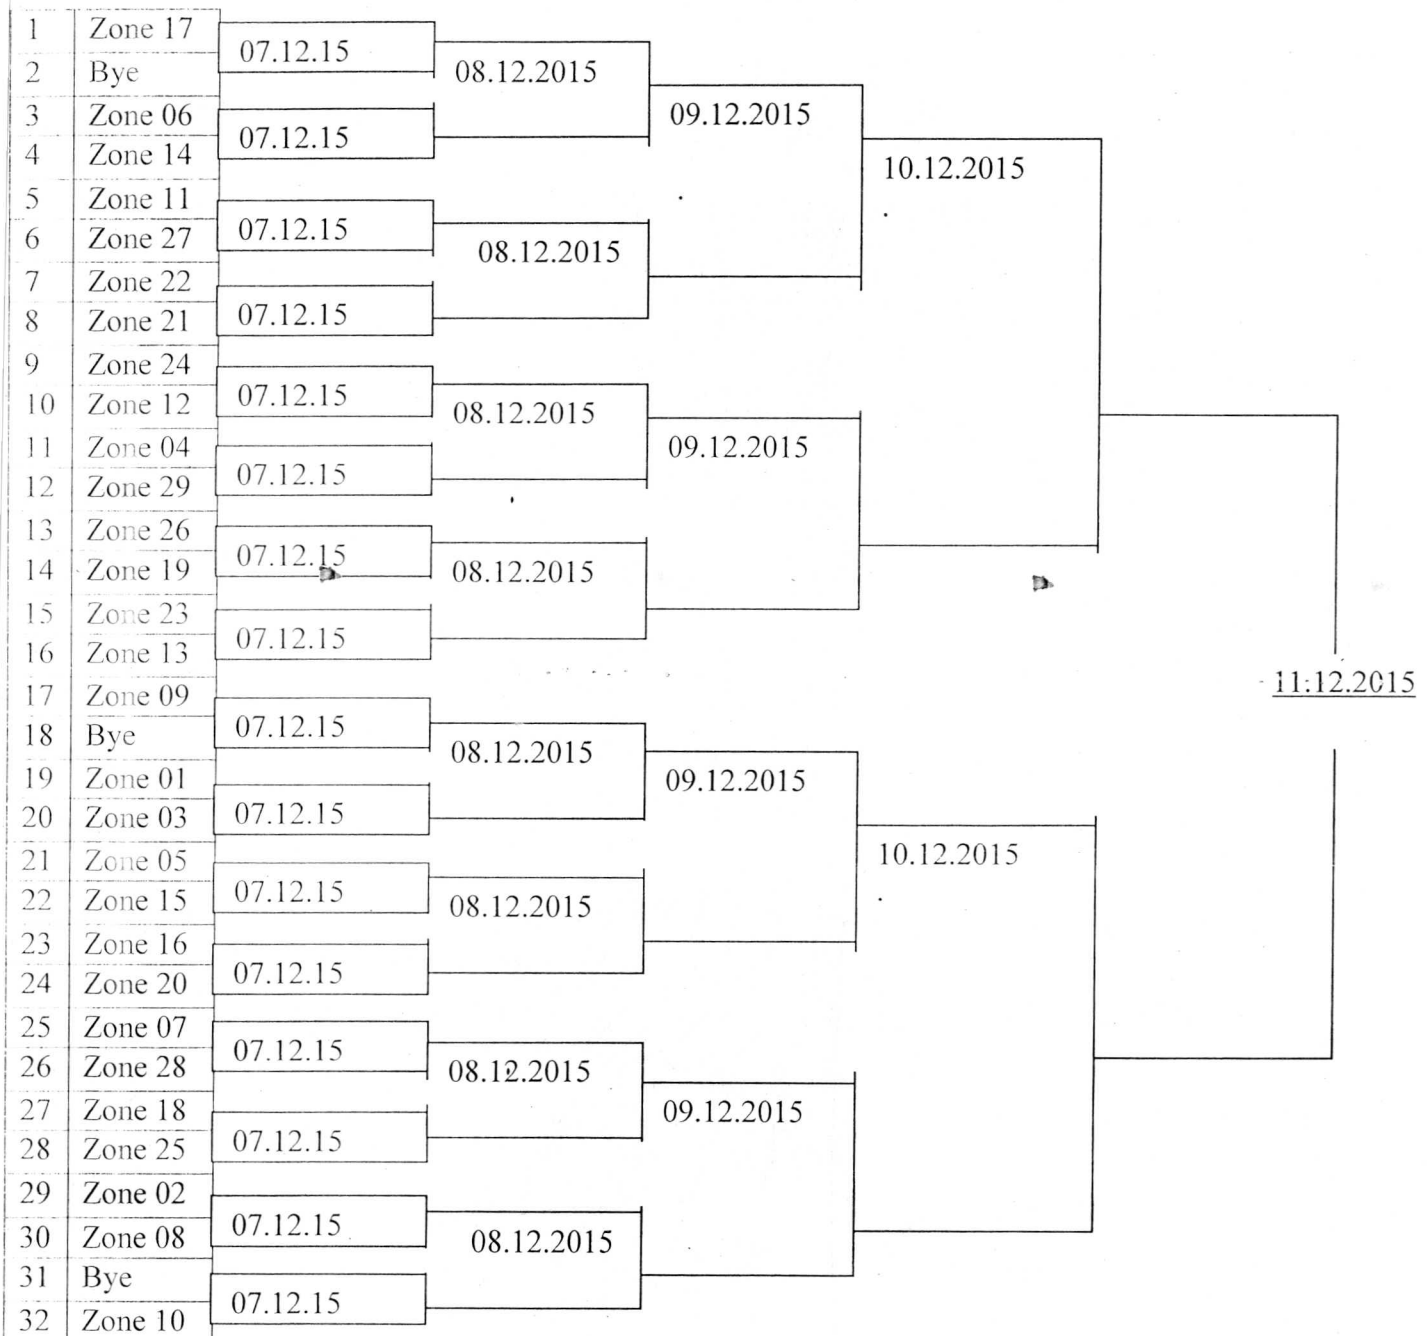 1 Zone 17
07.12.15
2 Bye
08.12.2015
3 Zone 06
09.12.2015
07.12.15
4 Zone 14
10.12.2015
5 Zone 11
07.12.15
6 Zone 27
08.12.2015
7 Zone 22
07.12.15
8 Zone 21
9 Zone 24
07.12.15
10 Zone 12
08.12.2015
11 Zone 04
09.12.2015
07.12.15
12 Zone 29
13 Zone 26
07.12.15
14 Zone 19
08.12.2015
15 Zone 23
07.12.15
16 Zone 13
11.12.2015
17 Zone 09
07.12.15
18 Bye
08.12.2015
19 Zone 01
09.12.2015
07.12.15
20 Zone 03
10.12.2015
21 Zone 05
07.12.15
22 Zone 15
08.12.2015
23 Zone 16
07.12.15
24 Zone 20
25 Zone 07
07.12.15
26 Zone 28
08.12.2015
27 Zone 18
09.12.2015
07.12.15
28 Zone 25
29 Zone 02
07.12.15
30 Zone 08
08.12.2015
31 Bye
07.12.15
32 Zone 10